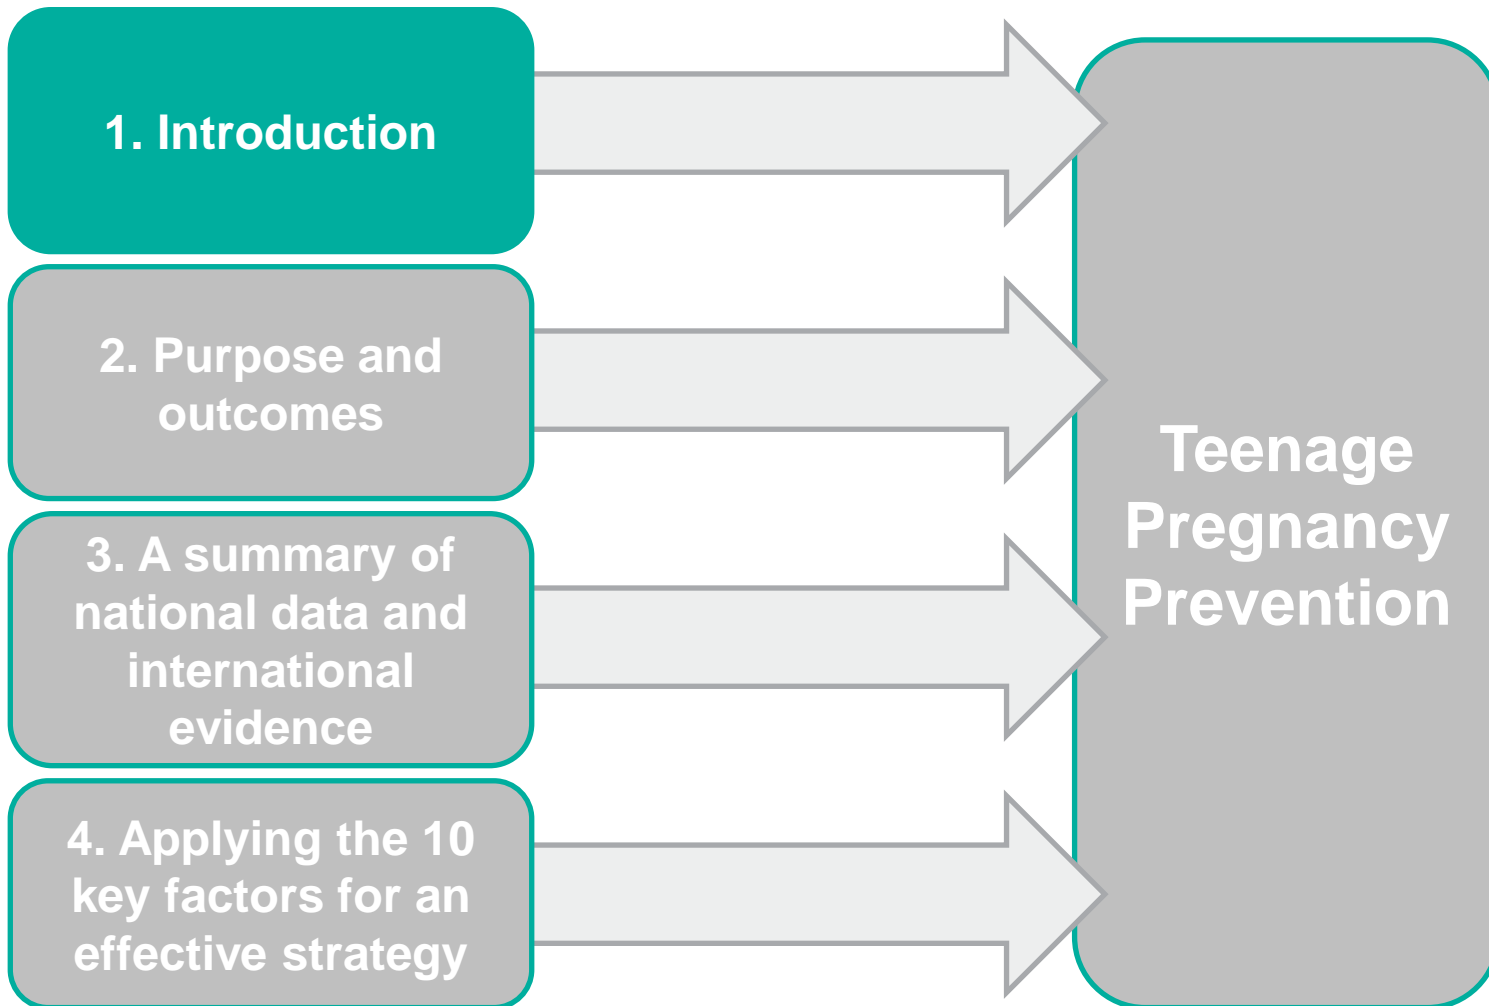 1. Introduction
2. Purpose and
outcomes
3. A summary of
national data and
international
evidence
4. Applying the 10
key factors for an
effective strategy
Teenage
Pregnancy
Prevention